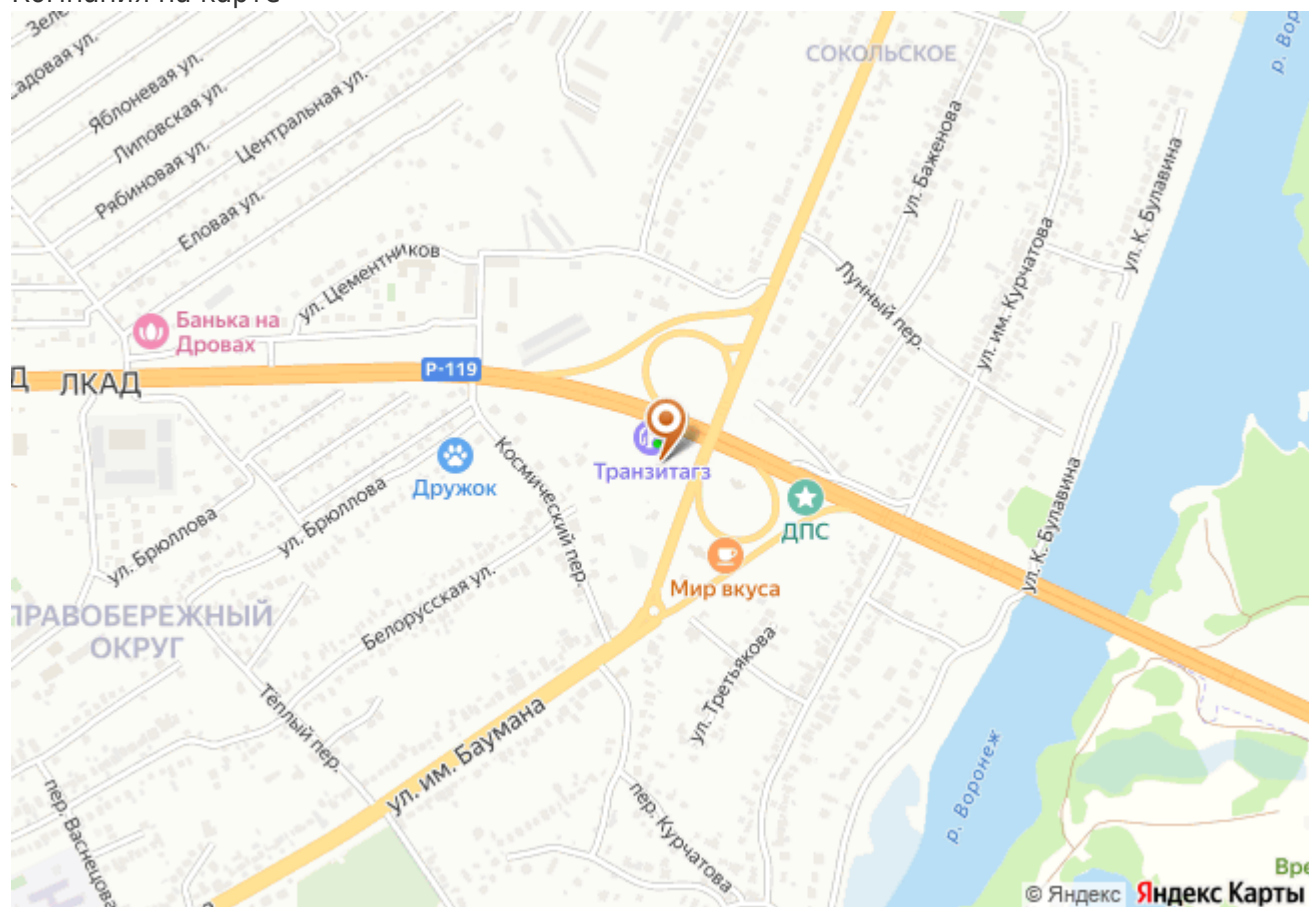 Компания на карте
СОКОЛЬСКОЕ
р. Вор
Садовая ул.
Яблоневая ул.
Липовская ул.
Центральная ул.
Рябиновая ул.
Еловая ул.
ул. Баженова
ул. К. Булавина
ул. Цементников
Лунный пер.
ул. им. Курчатова
Банька на
Дровах
Р-119
Д
ЛКАД
Транзитагз
Дружок
Космический пер.
ДПС
ул. К. Булавина
ул. Брюллова
ул. Брюллова
Мир вкуса
Белорусская ул.
ПРАВОБЕРЕЖНЫЙ
ОКРУГ
ул. Третьякова
Тёплый пер.
ул. им. Баумана
р. Воронеж
пер. Васнецова
пер. Курчатова
Вре
© Яндекс Яндекс Карты